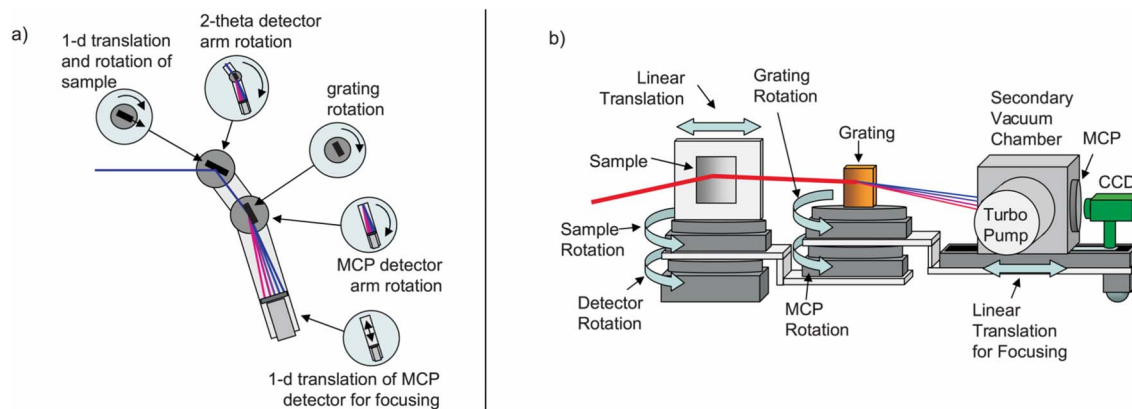 a)
1-d translation
and rotation of
sample
2-theta detector
arm rotation
grating
rotation
MCP detector
arm rotation
1-d translation of MCP
detector for focusing
b)
Linear
Translation
Grating
Rotation
Secondary
Vacuum
Chamber
MCP
Sample
Grating
CCD
Turbo
Pump
Sample
Rotation
Detector
Rotation
MCP
Rotation
Linear
Translation
for Focusing